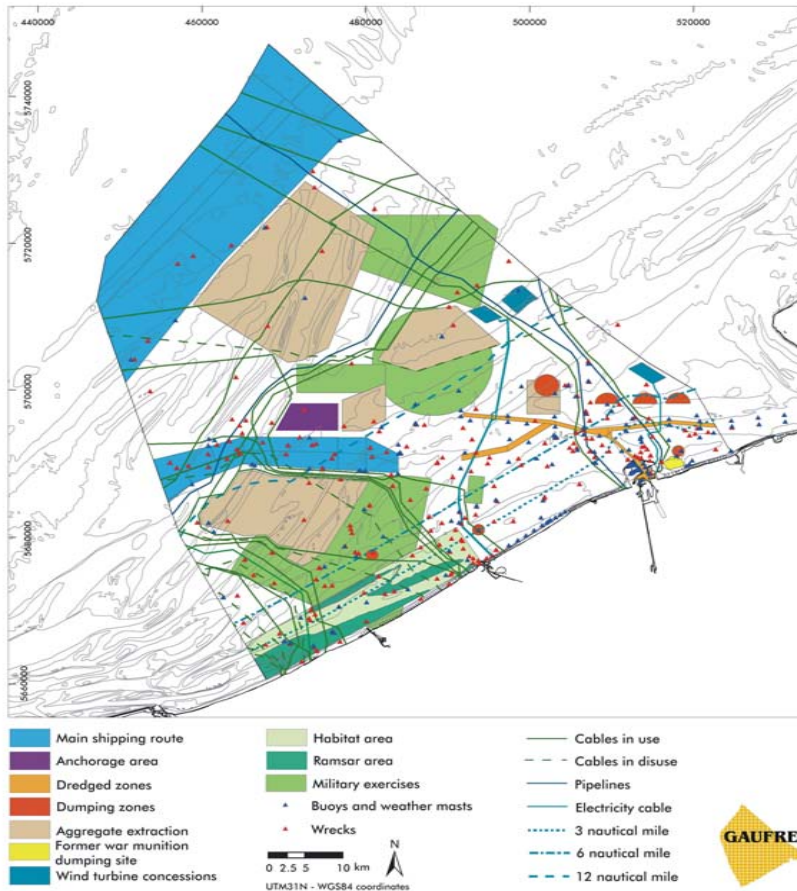 440000 460000 480000 500000 520000
5740000
5720000
5700000
5680000
5660000
Main shipping route
Anchorage area
Dredged zones
Dumping zones
Aggregate extraction
Former war munition
dumping site
Wind turbine concessions
Habitat area
Ramsar area
Military exercises
Buoys and weather masts
Wrecks
N
0 2.5 5 10 km
UTM31N - WGS84 coordinates
Cables in use
Cables in disuse
Pipelines
Electricity cable
3 nautical mile
6 nautical mile
12 nautical mile
GAUFRE